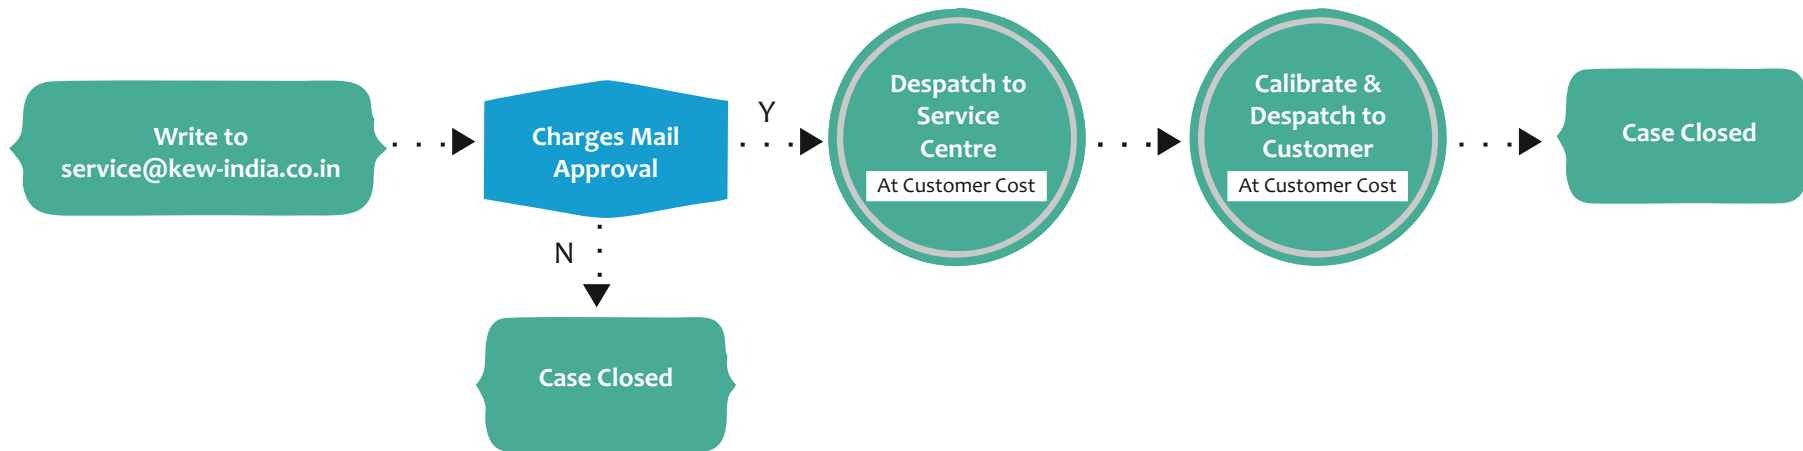 Write to
service@kew-india.co.in
Charges Mail
Approval
Y
N
Case Closed
Despatch to
Service
Centre
At Customer Cost
Calibrate &
Despatch to
Customer
At Customer Cost
Case Closed